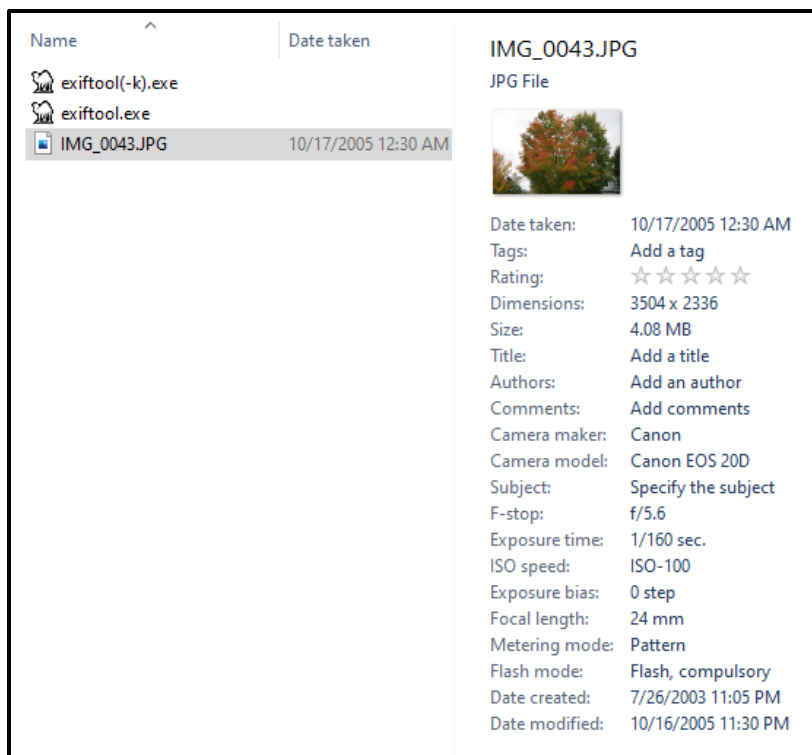 Name Date taken
exiftool(-k).exe
exiftool.exe
IMG_0043.JPG 10/17/2005 12:30 AM
IMG_0043.JPG
JPG File
Date taken: 10/17/2005 12:30 AM
Tags: Add a tag
Rating:
Dimensions: 3504 x 2336
Size: 4.08 MB
Title: Add a title
Authors: Add an author
Comments: Add comments
Camera maker: Canon
Camera model: Canon EOS 20D
Subject: Specify the subject
F-stop: f/5.6
Exposure time: 1/160 sec.
ISO speed: ISO-100
Exposure bias: 0 step
Focal length: 24 mm
Metering mode: Pattern
Flash mode: Flash, compulsory
Date created: 7/26/2003 11:05 PM
Date modified: 10/16/2005 11:30 PM